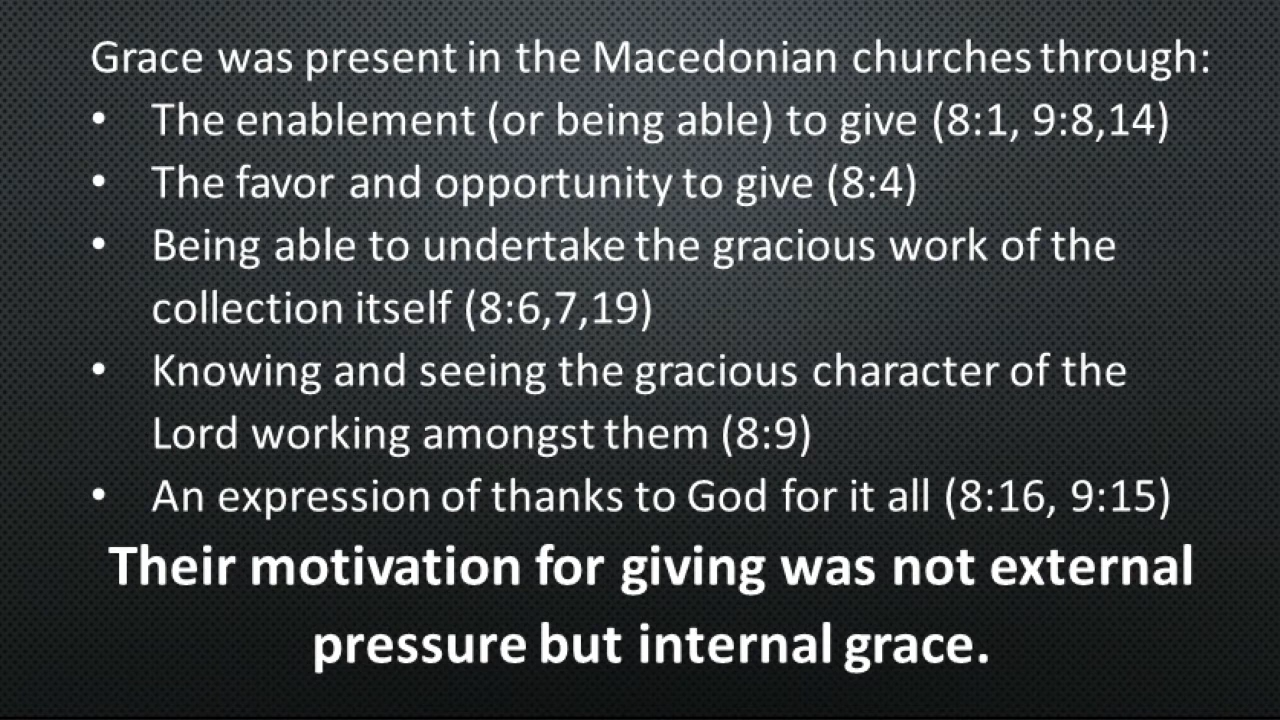 Grace was present in the Macedonian churches through:
• The enablement (or being able) to give (8:1, 9:8,14)
• The favor and opportunity to give (8:4)
• Being able to undertake the gracious work of the
collection itself (8:6,7,19)
• Knowing and seeing the gracious character of the
Lord working amongst them (8:9)
• An expression of thanks to God for it all (8:16, 9:15)
Their motivation for giving was not external
pressure but internal grace.